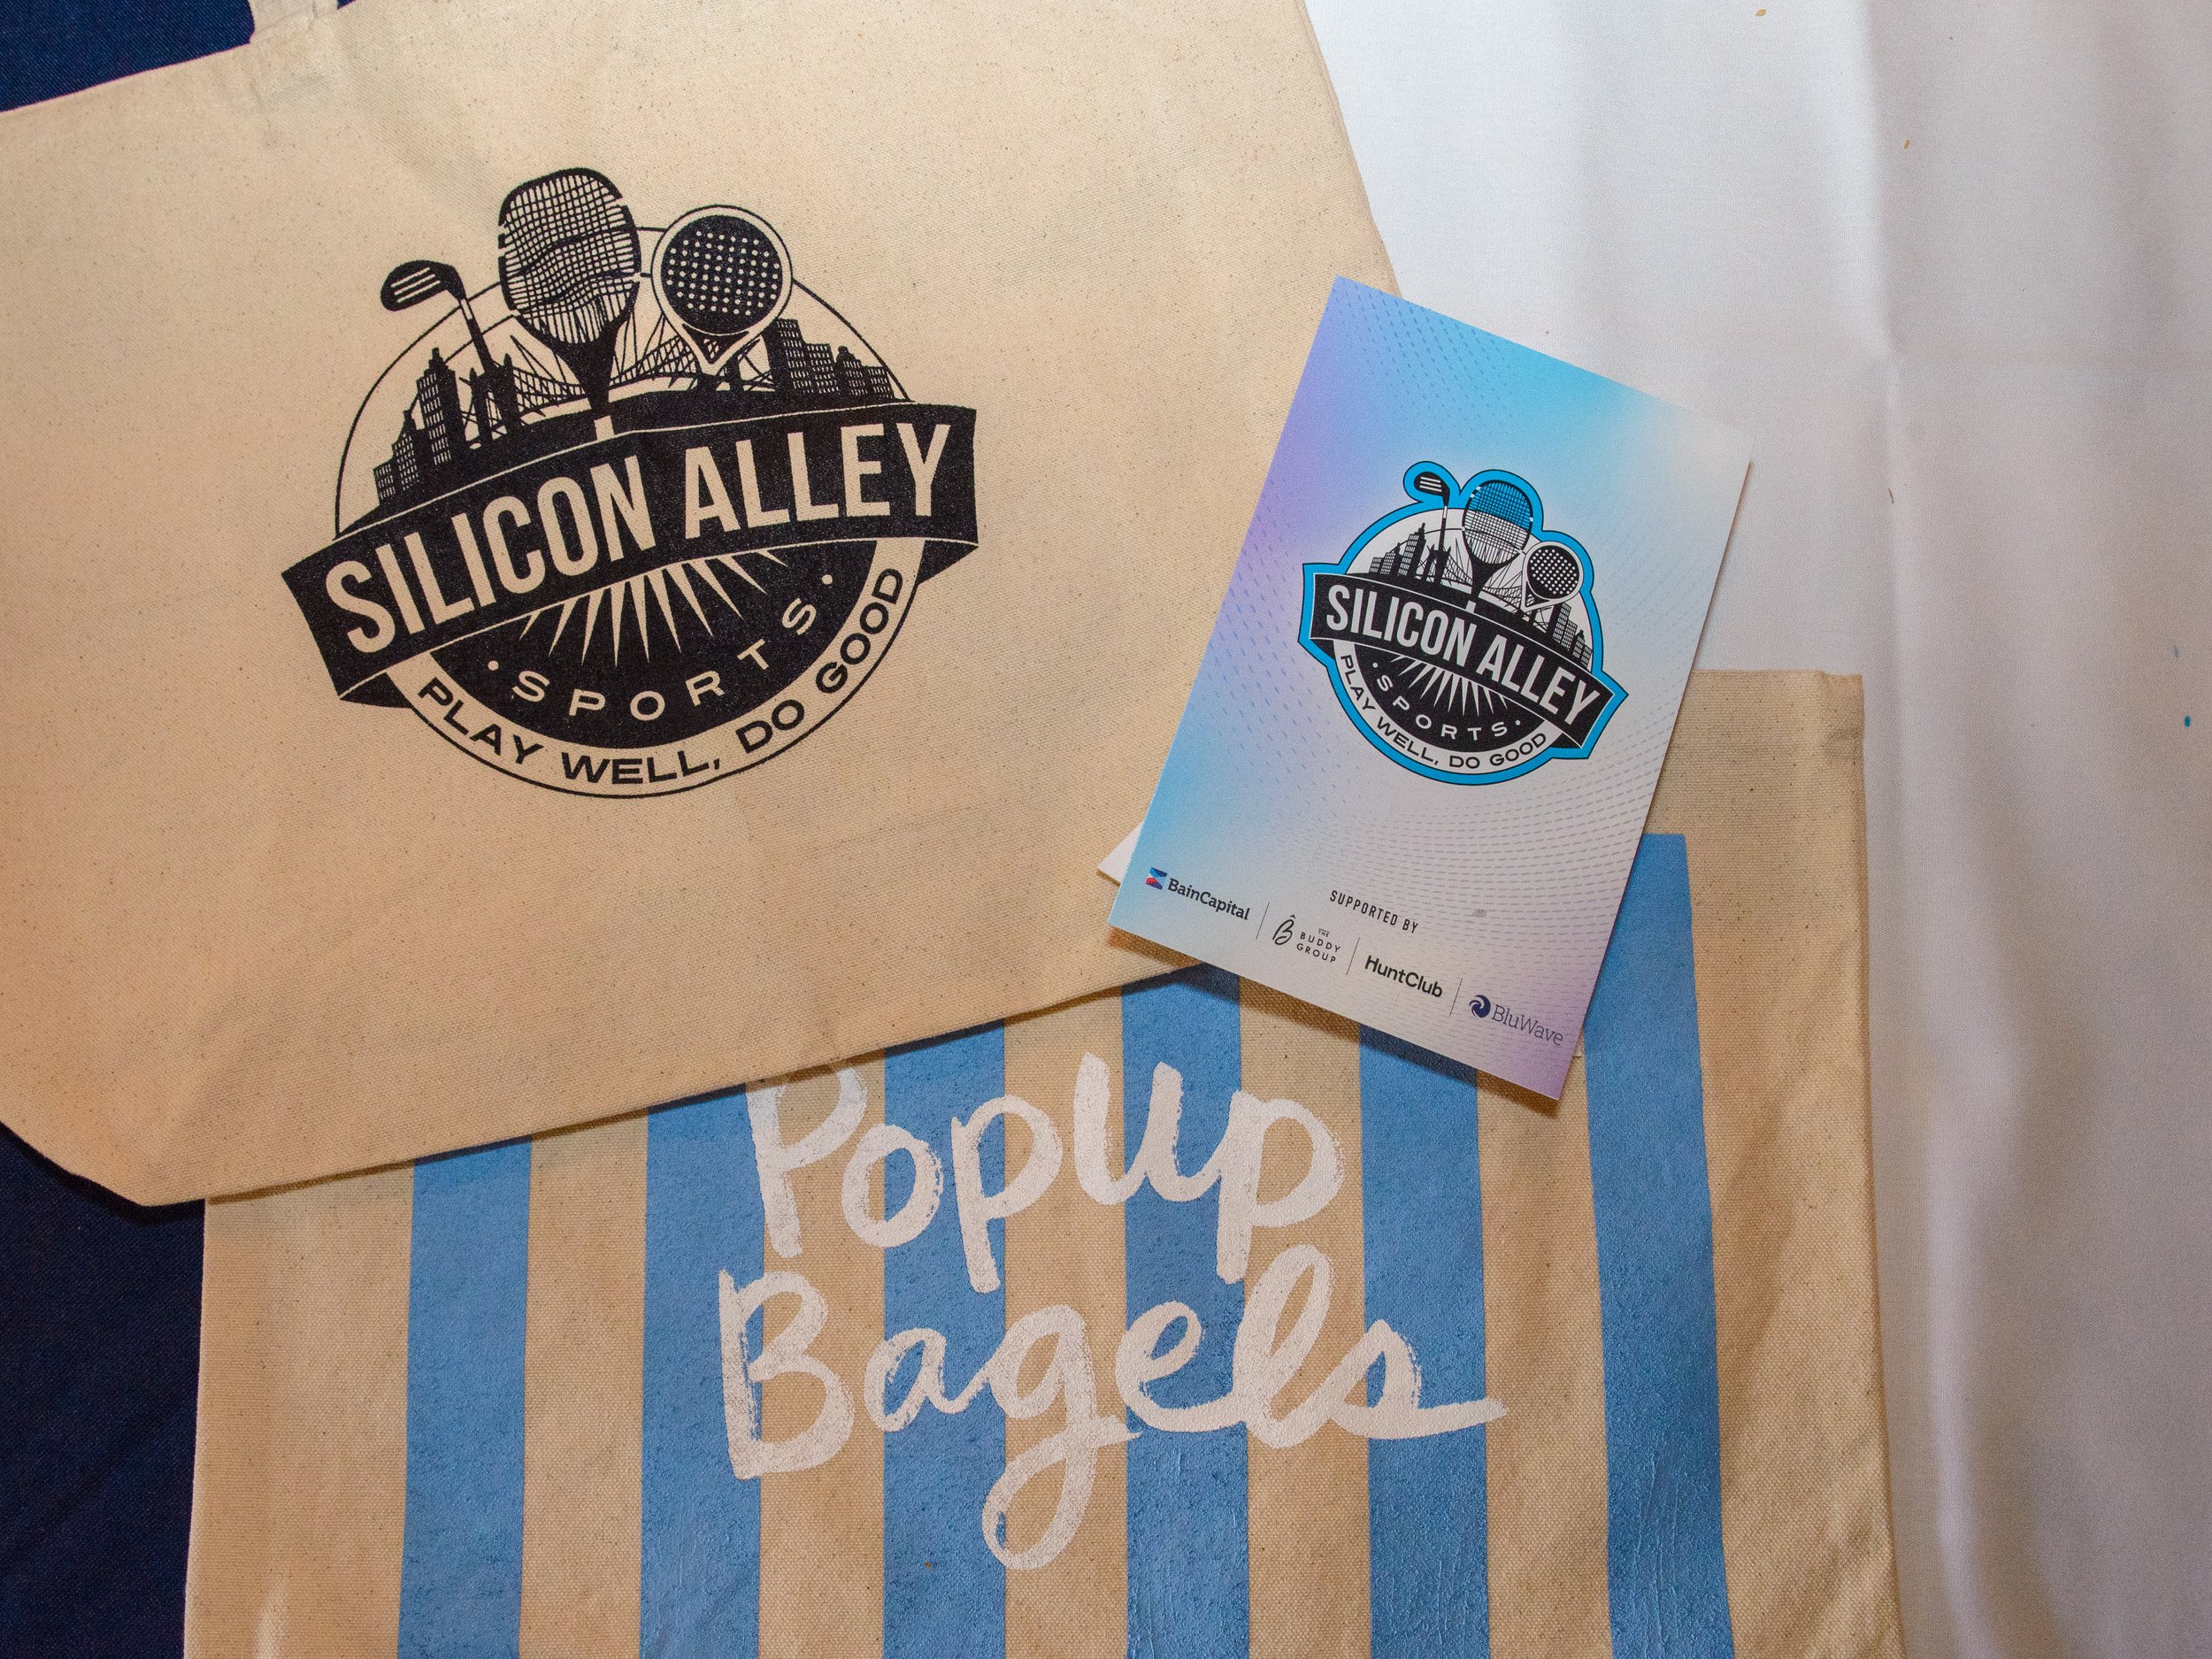 SILICON ALLEY
• SPORTS •
PLAY WELL, DO GOOD
SILICON ALLEY
• SPORTS •
PLAY WELL, DO GOOD
SUPPORTED BY
BainCapital
THE
BUDDY
GROUP
HuntClub
BluWave
Popup
Bagels